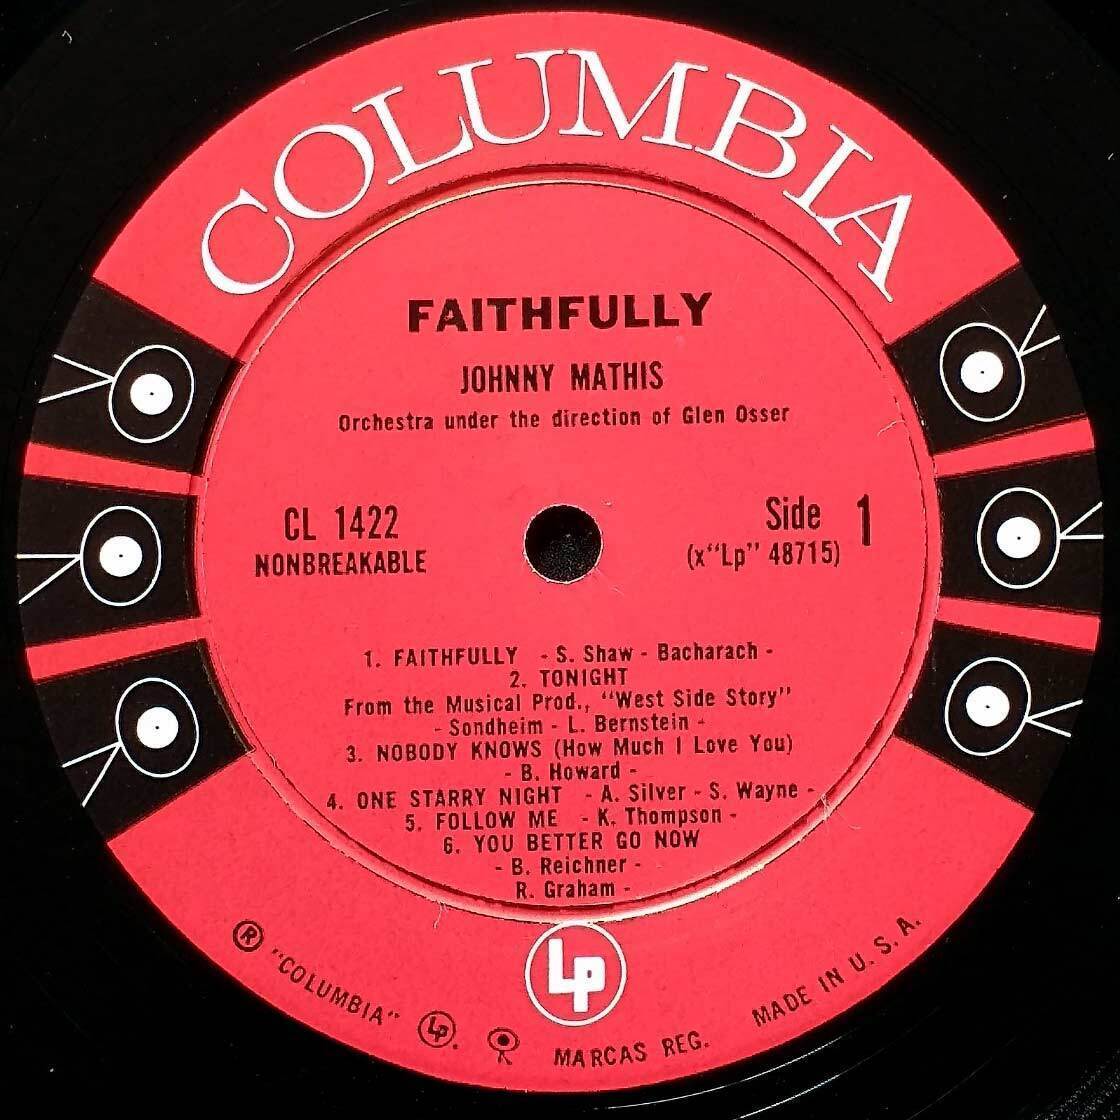 COLUMBIA
FAITHFULLY
JOHNNY MATHIS
Orchestra under the direction of Glen Osser
CL 1422
NONBREAKABLE
Side 1
(x"Lp" 48715)
1. FAITHFULLY - S. Shaw - Bacharach -
2. TONIGHT
From the Musical Prod., "West Side Story"
- Sondheim - L. Bernstein -
3. NOBODY KNOWS (How Much I Love You)
- B. Howard -
4. ONE STARRY NIGHT - A. Silver - S. Wayne -
5. FOLLOW ME - K. Thompson -
6. YOU BETTER GO NOW
- B. Reichner -
R. Graham -
Lp
® "COLUMBIA" Lp. MARCAS REG. MADE IN U.S.A.